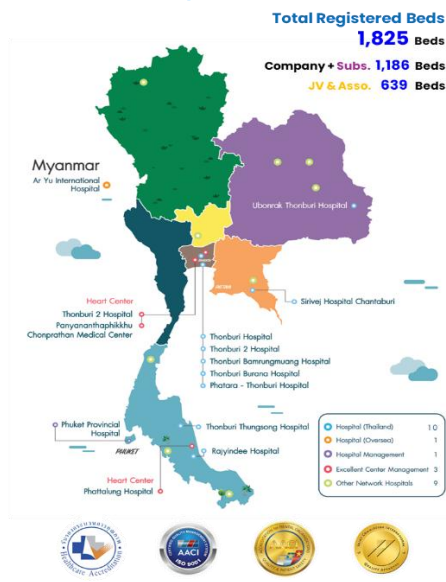 Total Registered Beds
1,825 Beds
Company + Subs. 1,186 Beds
JV & Asso. 639 Beds
Myanmar
Ar Yu International
Hospital
Ubonrak Thonburi Hospital
Heart Center
Thonburi 2 Hospital
Panyananthaphikkhu
Chonprathan Medical Center
Sirivej Hospital Chantaburi
Thonburi Hospital
Thonburi 2 Hospital
Thonburi Bamrungmuang Hospital
Thonburi Burana Hospital
Phatara - Thonburi Hospital
Phuket Provincial
Hospital
PHUKET
Thonburi Thungsong Hospital
Rajyindee Hospital
Heart Center
Phattalung Hospital
Hospital (Thailand) 10
Hospital (Oversea) 1
Hospital Management 1
Excellent Center Management 3
Other Network Hospitals 9
Healthcare Accreditation
AACI
ISO 9001